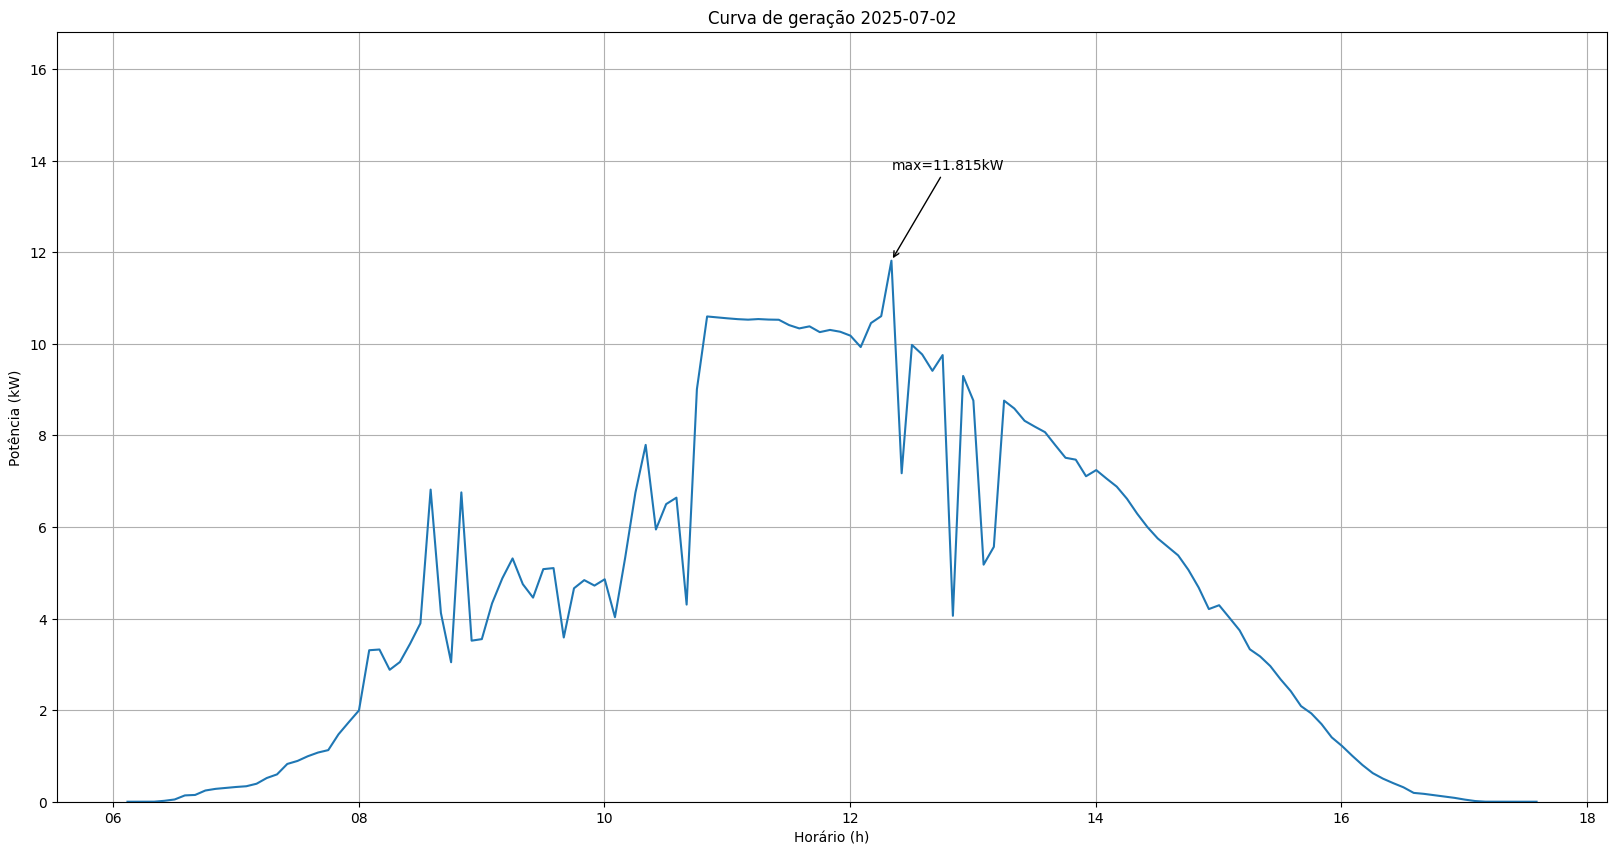 Curva de geração 2025-07-02
16
14
12
10
8
6
4
2
0
max=11.815kW
Potência (kW)
06 08 10 12 14 16 18
Horário (h)